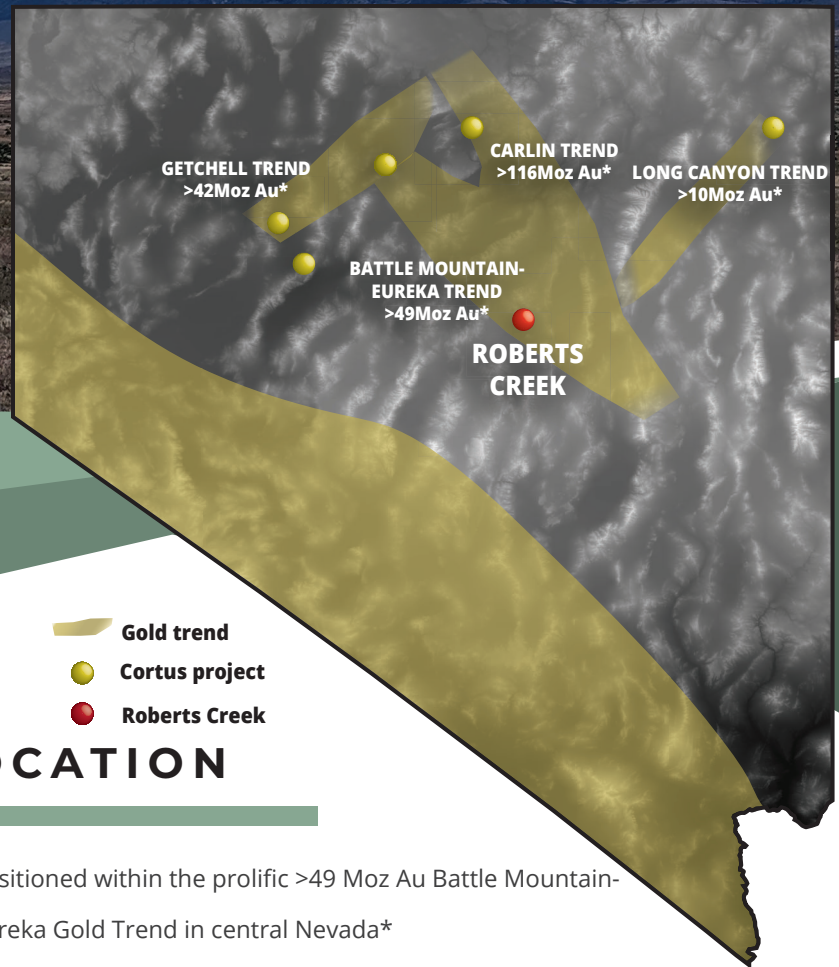 GETCHELL TREND
>42Moz Au*
CARLIN TREND
>116Moz Au*
LONG CANYON TREND
>10Moz Au*
BATTLE MOUNTAIN-
EUREKA TREND
>49Moz Au*
ROBERTS
CREEK
Gold trend
Cortus project
Roberts Creek
OCATION
sitioned within the prolific >49 Moz Au Battle Mountain-
reka Gold Trend in central Nevada*